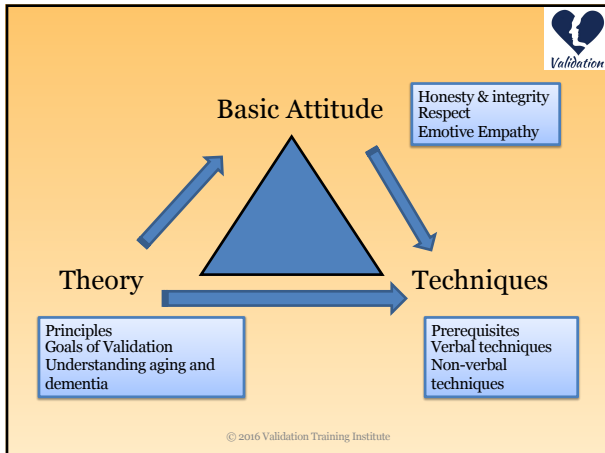 Validation
Basic Attitude
Honesty & integrity
Respect
Emotive Empathy
Theory
Techniques
Principles
Goals of Validation
Understanding aging and
dementia
Prerequisites
Verbal techniques
Non-verbal
techniques
© 2016 Validation Training Institute